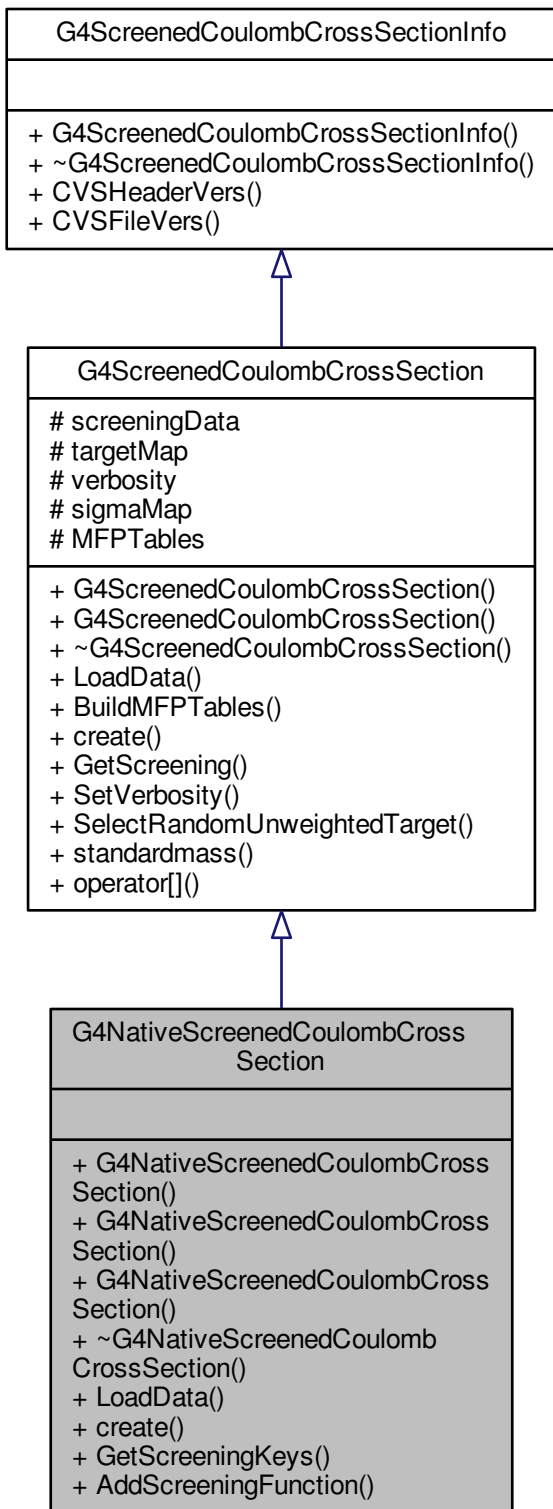 G4ScreenedCoulombCrossSectionInfo
+ G4ScreenedCoulombCrossSectionInfo()
+ ~G4ScreenedCoulombCrossSectionInfo()
+ CVSHeaderVers()
+ CVSFileVers()
G4ScreenedCoulombCrossSection
# screeningData
# targetMap
# verbosity
# sigmaMap
# MFPTables
+ G4ScreenedCoulombCrossSection()
+ G4ScreenedCoulombCrossSection()
+ ~G4ScreenedCoulombCrossSection()
+ LoadData()
+ BuildMFPTables()
+ create()
+ GetScreening()
+ SetVerbosity()
+ SelectRandomUnweightedTarget()
+ standardmass()
+ operator[]()
G4NativeScreenedCoulombCross
Section
+ G4NativeScreenedCoulombCross
Section()
+ G4NativeScreenedCoulombCross
Section()
+ G4NativeScreenedCoulombCross
Section()
+ ~G4NativeScreenedCoulomb
CrossSection()
+ LoadData()
+ create()
+ GetScreeningKeys()
+ AddScreeningFunction()